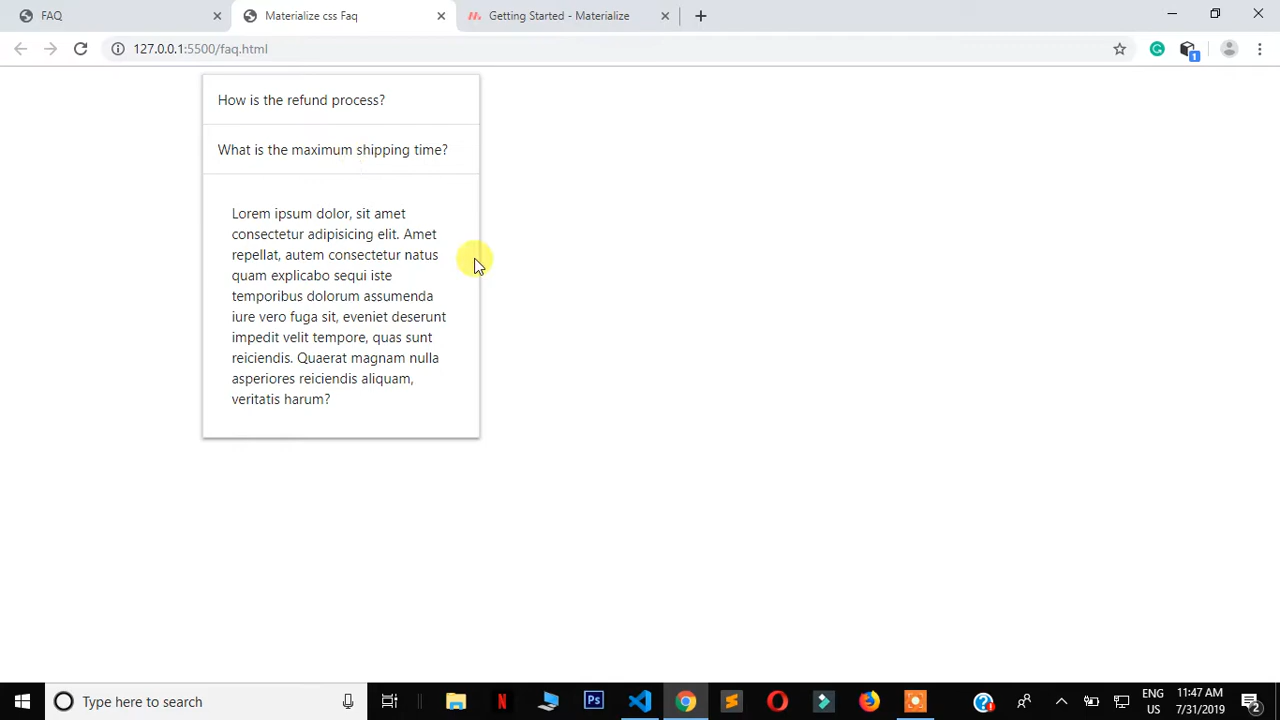 FAQ
Materialize css Faq
Getting Started - Materialize
127.0.0.1:5500/faq.html
1
How is the refund process?
What is the maximum shipping time?
Lorem ipsum dolor, sit amet
consectetur adipisicing elit. Amet
repellat, autem consectetur natus
quam explicabo sequi iste
temporibus dolorum assumenda
iure vero fuga sit, eveniet deserunt
impedit velit tempore, quas sunt
reiciendis. Quaerat magnam nulla
asperiores reiciendis aliquam,
veritatis harum?
Type here to search
N
Ps
ENG
US
11:47 AM
7/31/2019
2